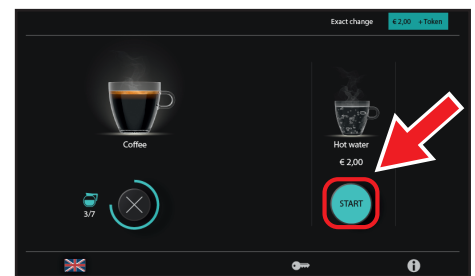 Exact change
€ 2,00 + Token
Coffee
Hot water
€ 2,00
START
3/7